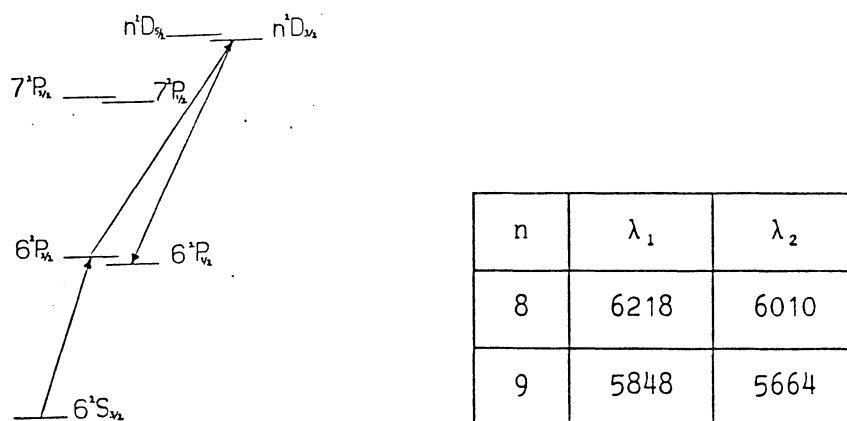 n²D₅/₂ n²D₃/₂
7²P₃/₂ 7²P₁/₂
6²P₃/₂ 6²P₁/₂
6²S₃/₂
n λ₁ λ₂
8 6218 6010
9 5848 5664